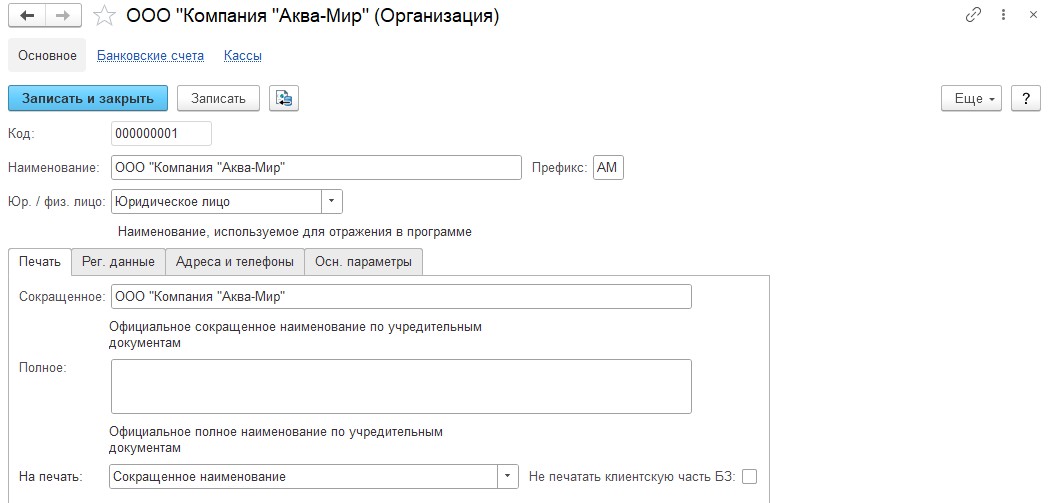 ООО "Компания "Аква-Мир" (Организация)
Основное Банковские счета Кассы
Записать и закрыть Записать Еще ?
Код: 000000001
Наименование: ООО "Компания "Аква-Мир" Префикс: АМ
Юр. / физ. лицо: Юридическое лицо
Наименование, используемое для отражения в программе
Печать Рег. данные Адреса и телефоны Осн. параметры
Сокращенное: ООО "Компания "Аква-Мир"
Официальное сокращенное наименование по учредительным
документам
Полное:
Официальное полное наименование по учредительным
документам
На печать: Сокращенное наименование Не печатать клиентскую часть БЗ: